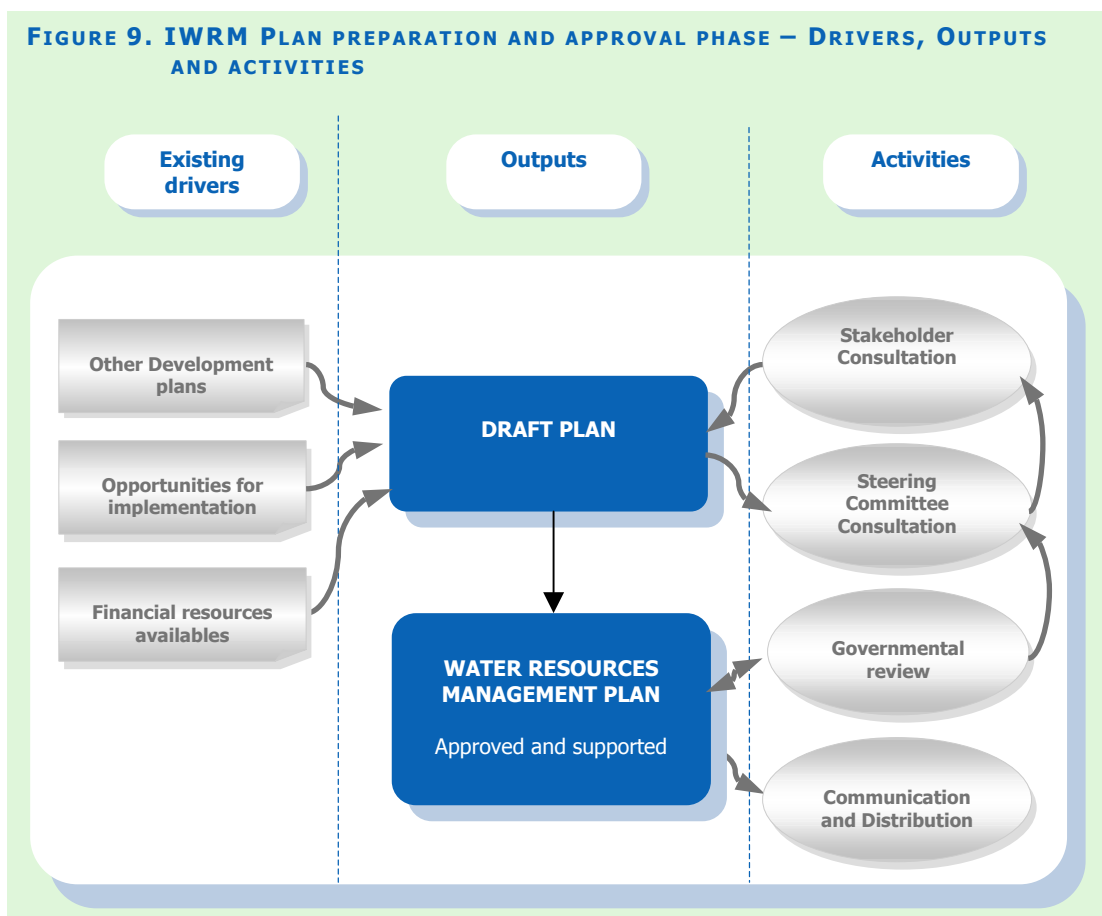 FIGURE 9. IWRM PLAN PREPARATION AND APPROVAL PHASE – DRIVERS, OUTPUTS
AND ACTIVITIES
Existing
drivers
Outputs
Activities
Other Development
plans
Opportunities for
implementation
Financial resources
availables
DRAFT PLAN
WATER RESOURCES
MANAGEMENT PLAN
Approved and supported
Stakeholder
Consultation
Steering
Committee
Consultation
Governmental
review
Communication
and Distribution